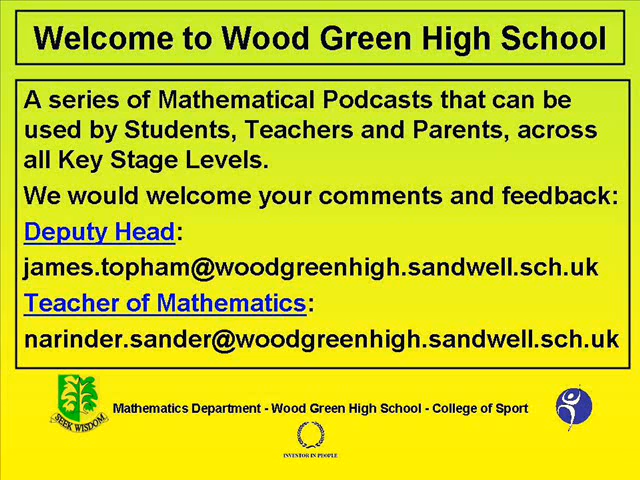 Welcome to Wood Green High School
A series of Mathematical Podcasts that can be
used by Students, Teachers and Parents, across
all Key Stage Levels.
We would welcome your comments and feedback:
Deputy Head:
james.topham@woodgreenhigh.sandwell.sch.uk
Teacher of Mathematics:
narinder.sander@woodgreenhigh.sandwell.sch.uk
SEEK WISDOM
Mathematics Department - Wood Green High School - College of Sport
INVESTOR IN PEOPLE